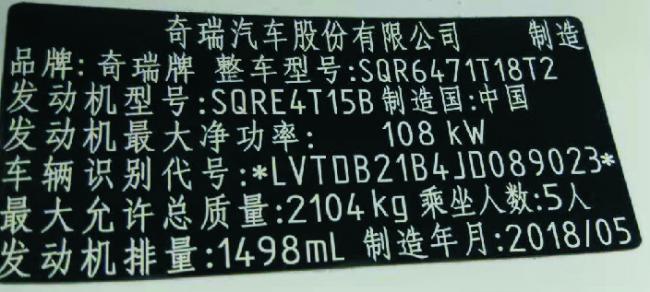 奇瑞汽车股份有限公司 制造
品牌:奇瑞牌 整车型号:SQR6471T18T2
发动机型号:SQRE4T15B 制造国:中国
发动机最大净功率: 108 kW
车辆识别代号:*LVTDB21B4JD089023*
最大允许总质量:2104kg 乘坐人数:5人
发动机排量:1498mL 制造年月:2018/05